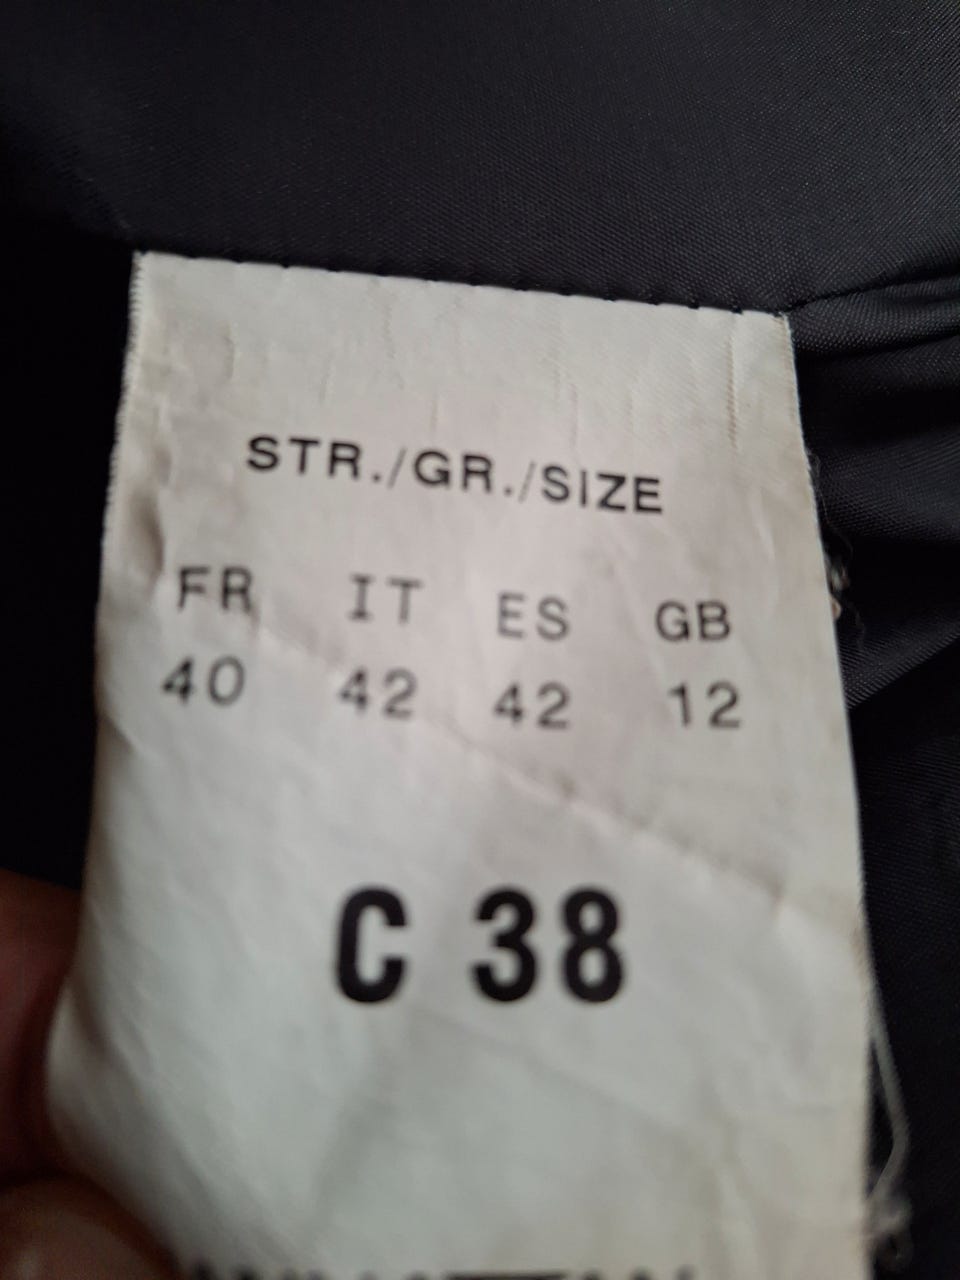 STR./GR./SIZE
FR IT ES GB
40 42 42 12
C 38